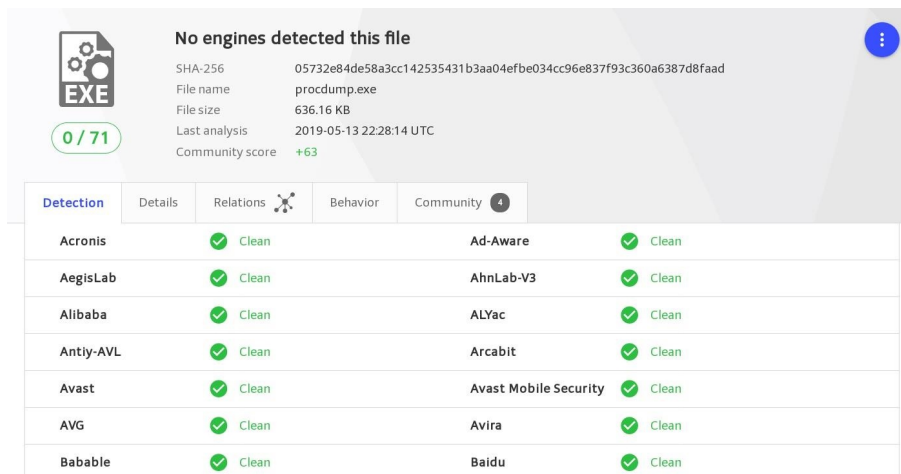 No engines detected this file
EXE
0 / 71
SHA-256 05732e84de58a3cc142535431b3aa04efbe034cc96e837f93c360a6387d8faad
File name procdump.exe
File size 636.16 KB
Last analysis 2019-05-13 22:28:14 UTC
Community score +63
Detection Details Relations Behavior Community 4
Acronis Clean Ad-Aware Clean
AegisLab Clean AhnLab-V3 Clean
Alibaba Clean ALYac Clean
Antiy-AVL Clean Arcabit Clean
Avast Clean Avast Mobile Security Clean
AVG Clean Avira Clean
Babable Clean Baidu Clean